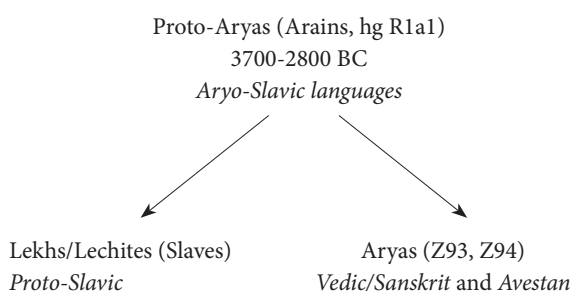 Proto-Aryas (Arains, hg R1a1)
3700-2800 BC
Aryo-Slavic languages
Lekhs/Lechites (Slaves)
Proto-Slavic
Aryas (Z93, Z94)
Vedic/Sanskrit and Avestan